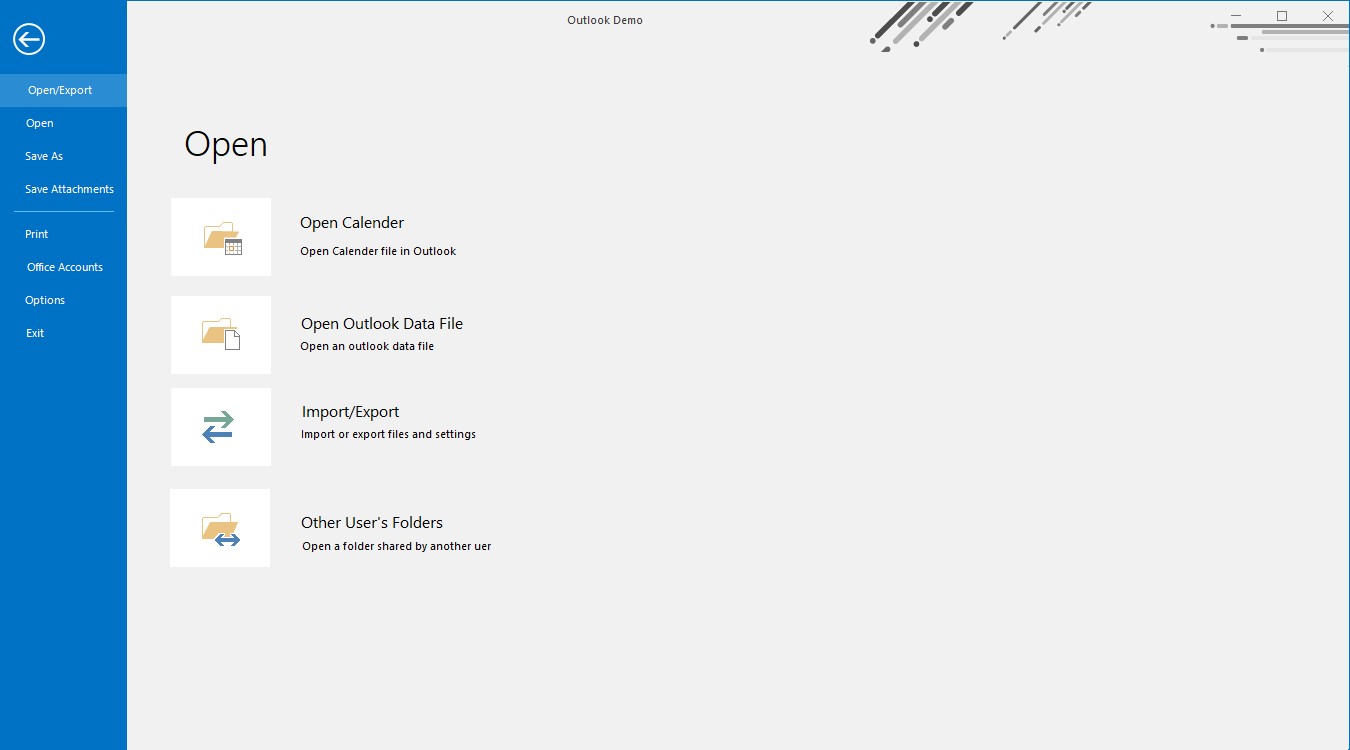 Outlook Demo
Open/Export
Open
Save As
Save Attachments
Print
Office Accounts
Options
Exit
Open
Open Calender
Open Calender file in Outlook
Open Outlook Data File
Open an outlook data file
Import/Export
Import or export files and settings
Other User's Folders
Open a folder shared by another uer